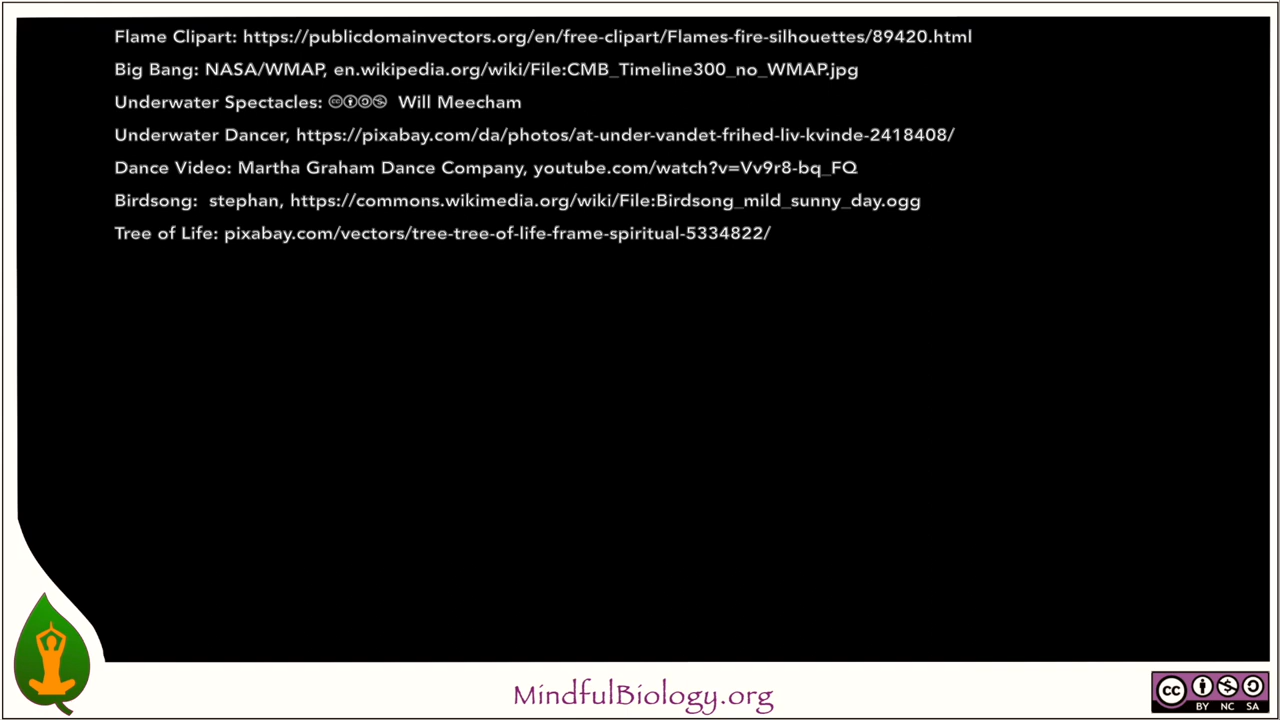 Flame Clipart: https://publicdomainvectors.org/en/free-clipart/Flames-fire-silhouettes/89420.html
Big Bang: NASA/WMAP, en.wikipedia.org/wiki/File:CMB_Timeline300_no_WMAP.jpg
Underwater Spectacles: Will Meecham
Underwater Dancer, https://pixabay.com/da/photos/at-under-vandet-frihed-liv-kvinde-2418408/
Dance Video: Martha Graham Dance Company, youtube.com/watch?v=Vv9r8-bq_FQ
Birdsong: stephan, https://commons.wikimedia.org/wiki/File:Birdsong_mild_sunny_day.ogg
Tree of Life: pixabay.com/vectors/tree-tree-of-life-frame-spiritual-5334822/
MindfulBiology.org
cc BY NC SA